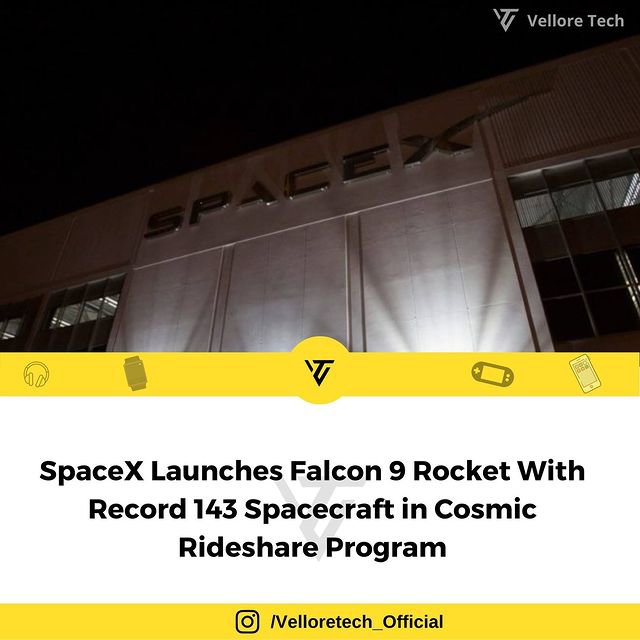 Vellore Tech
SPACEX
SpaceX Launches Falcon 9 Rocket With
Record 143 Spacecraft in Cosmic
Rideshare Program
/Velloretech_Official